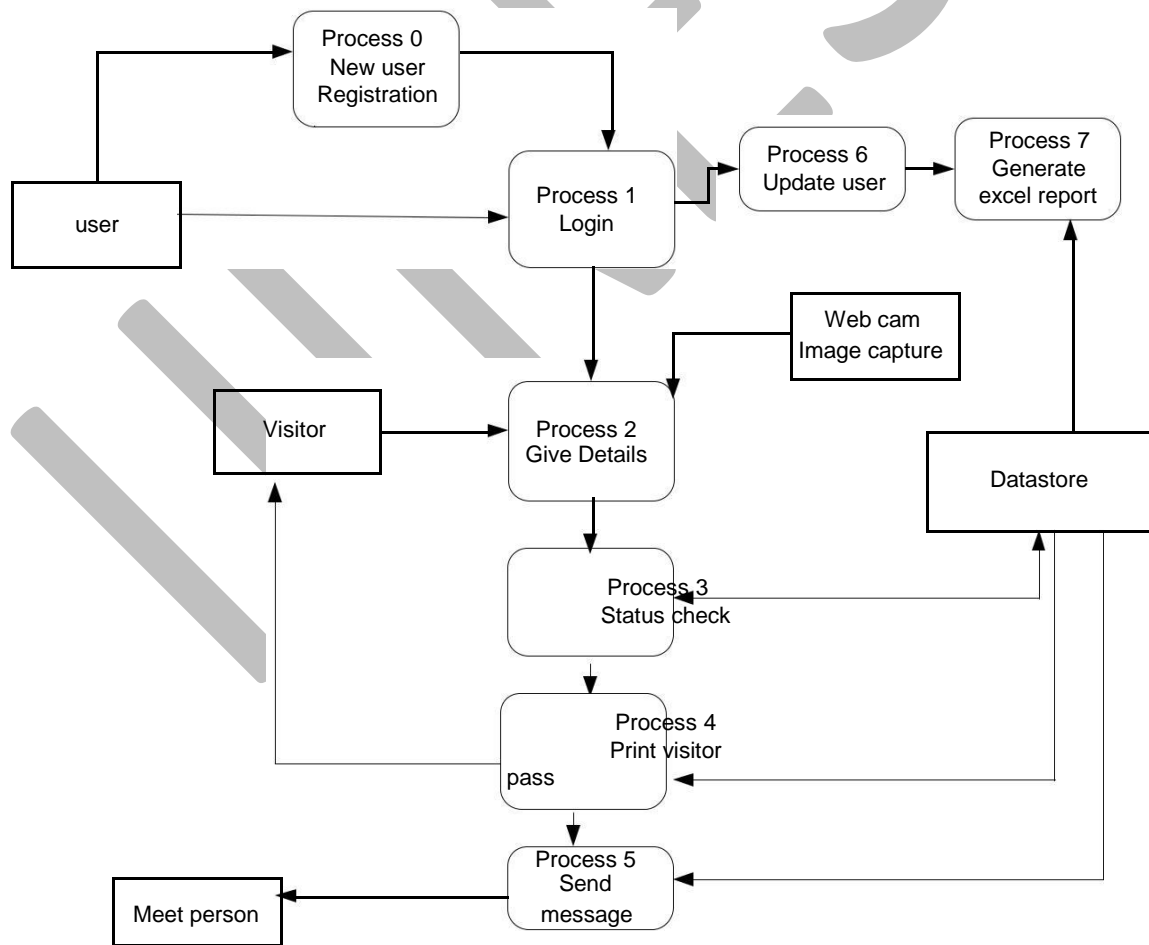 Process 0
New user
Registration
Process 6
Update user
Process 7
Generate
excel report
Process 1
Login
user
Web cam
Image capture
Visitor
Process 2
Give Details
Datastore
Process 3
Status check
Process 4
Print visitor
pass
Process 5
Send
message
Meet person